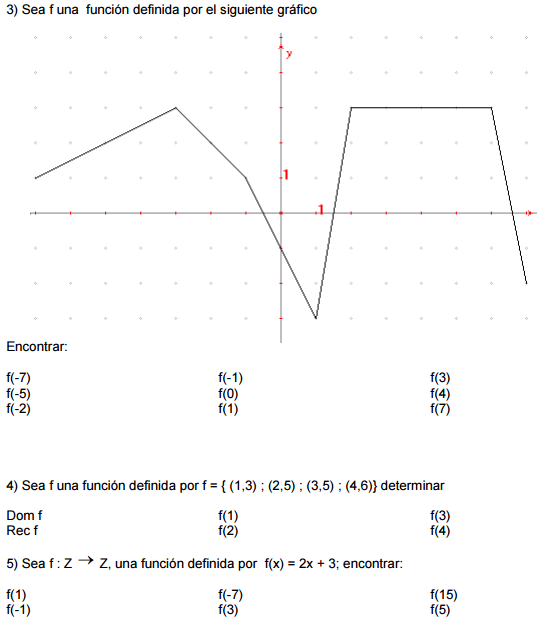 3) Sea f una función definida por el siguiente gráfico
y
1
1
Encontrar:
f(-7) f(-1) f(3)
f(-5) f(0) f(4)
f(-2) f(1) f(7)
4) Sea f una función definida por f = { (1,3) ; (2,5) ; (3,5) ; (4,6)} determinar
Dom f f(1) f(3)
Rec f f(2) f(4)
5) Sea f : Z → Z, una función definida por f(x) = 2x + 3; encontrar:
f(1) f(-7) f(15)
f(-1) f(3) f(5)